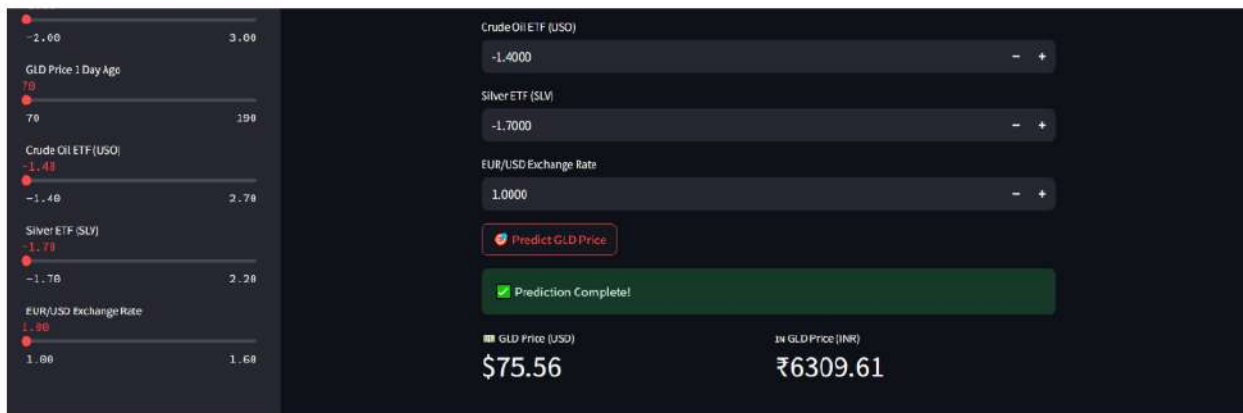 -2.00 3.00
GLD Price 1 Day Ago
70
70 190
Crude Oil ETF (USO)
-1.40
-1.40 2.70
Silver ETF (SLV)
-1.70
-1.70 2.20
EUR/USD Exchange Rate
1.00
1.00 1.60
Crude Oil ETF (USO)
-1.4000 - +
Silver ETF (SLV)
-1.7000 - +
EUR/USD Exchange Rate
1.0000 - +
Predict GLD Price
Prediction Complete!
GLD Price (USD)
$75.56
IN GLD Price (INR)
₹6309.61